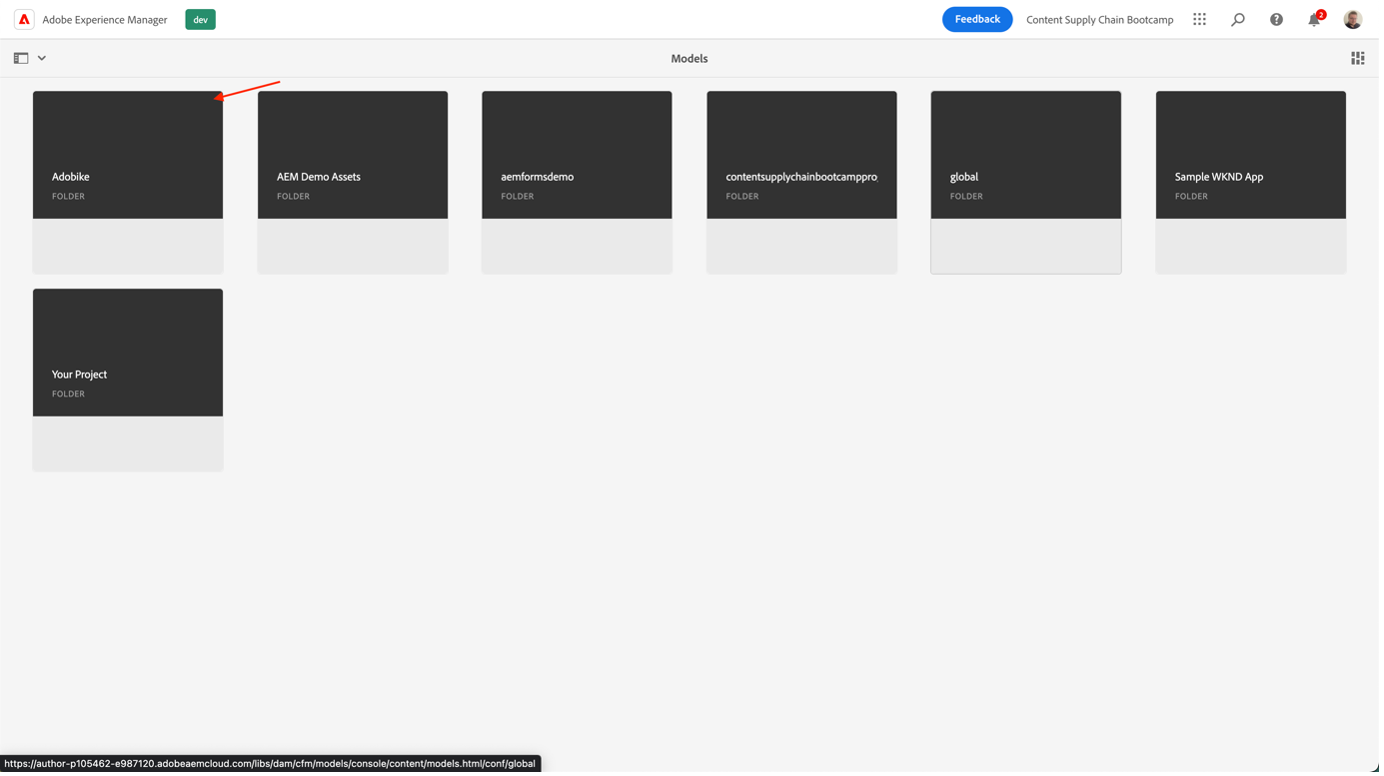 Adobe Experience Manager dev Feedback Content Supply Chain Bootcamp 2
Models
Adobike
FOLDER
AEM Demo Assets
FOLDER
aemformsdemo
FOLDER
contentsupplychainbootcamppro
FOLDER
global
FOLDER
Sample WKND App
FOLDER
Your Project
FOLDER
https://author-p105462-e987120.adobeaemcloud.com/libs/dam/cfm/models/console/content/models.html/conf/global